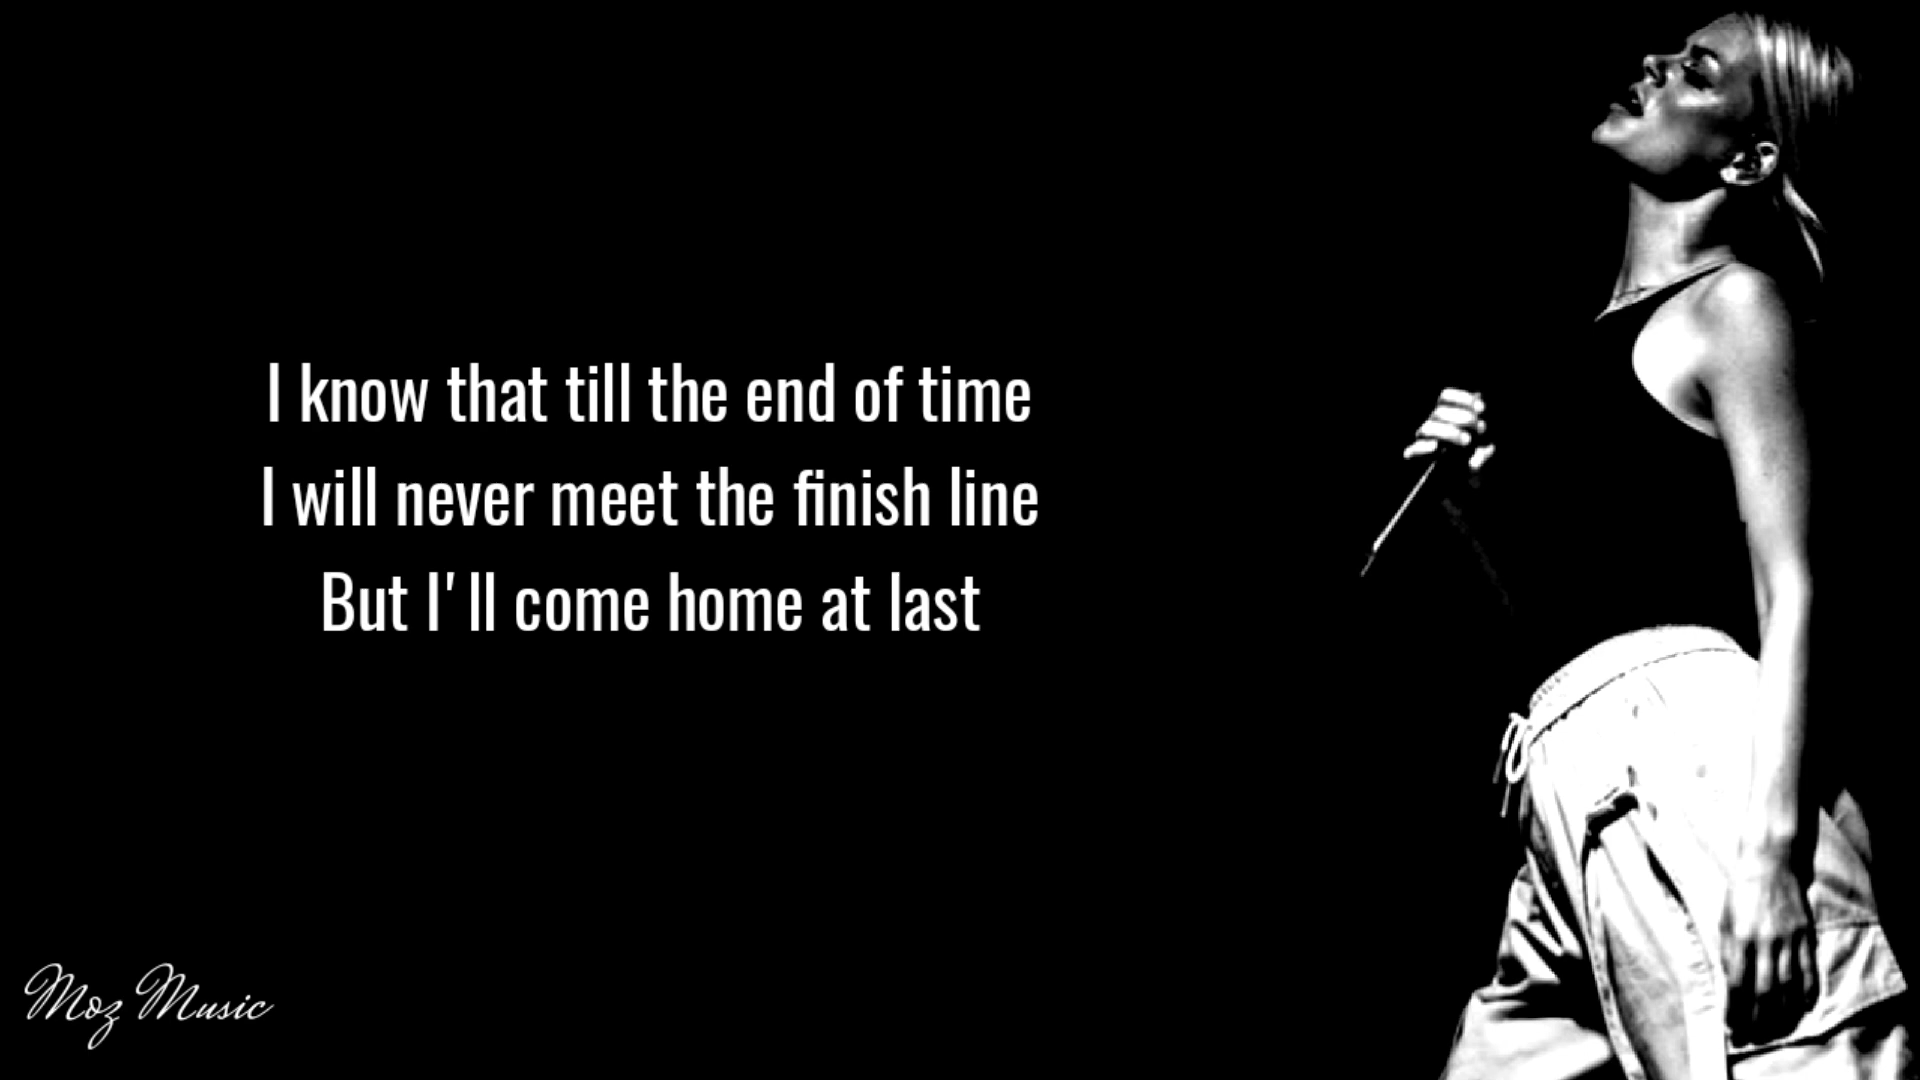 I know that till the end of time
I will never meet the finish line
But I'll come home at last
Moz Music